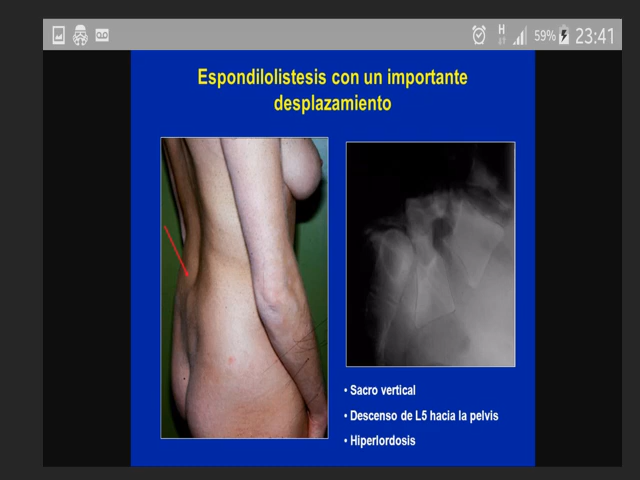 59% 23:41
Espondilolistesis con un importante
desplazamiento
• Sacro vertical
• Descenso de L5 hacia la pelvis
• Hiperlordosis